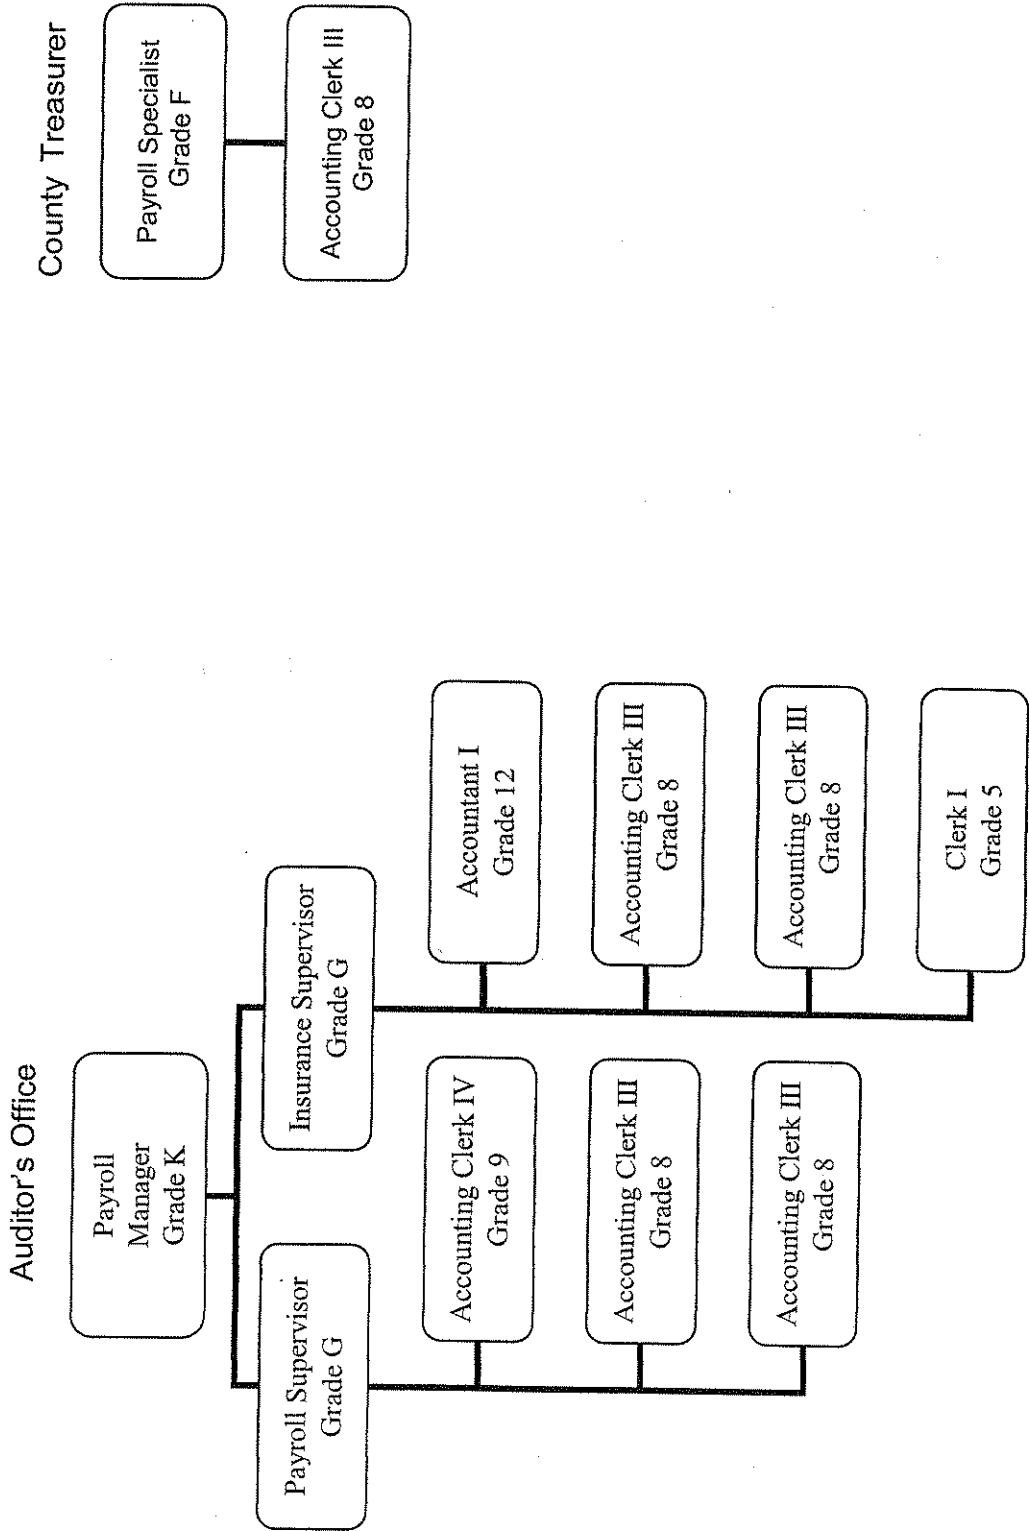 Auditor's Office
Payroll
Manager
Grade K
Payroll Supervisor
Grade G
Accounting Clerk IV
Grade 9
Accounting Clerk III
Grade 8
Accounting Clerk III
Grade 8
Insurance Supervisor
Grade G
Accountant I
Grade 12
Accounting Clerk III
Grade 8
Accounting Clerk III
Grade 8
Clerk I
Grade 5
County Treasurer
Payroll Specialist
Grade F
Accounting Clerk III
Grade 8